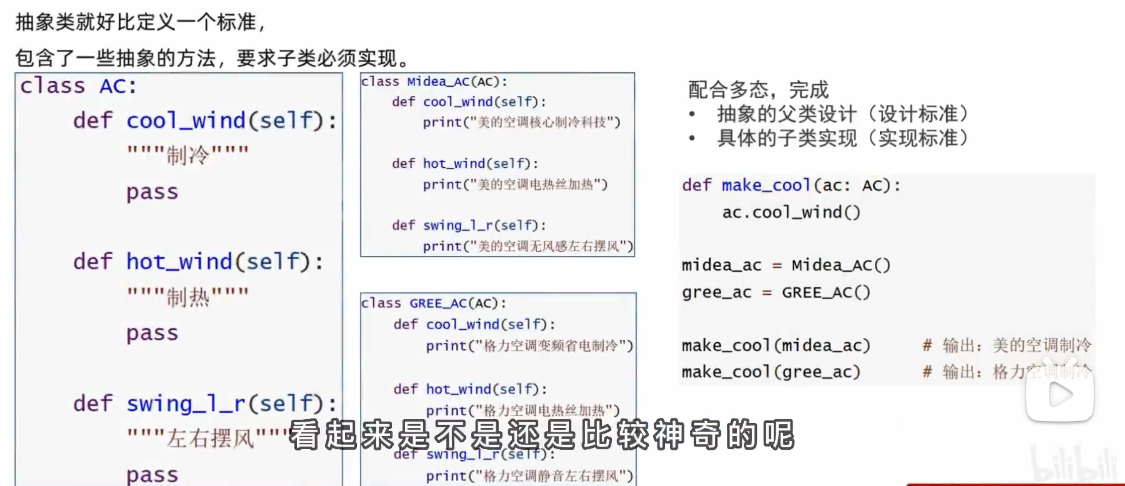 抽象类就好比定义一个标准，
包含了一些抽象的方法，要求子类必须实现。
class AC:
    def cool_wind(self):
        """制冷"""
        pass
    def hot_wind(self):
        """制热"""
        pass
    def swing_l_r(self):
        """左右摆风"""
        pass
class Midea_AC(AC):
    def cool_wind(self):
        print("美的空调核心制冷科技")
    def hot_wind(self):
        print("美的空调电热丝加热")
    def swing_l_r(self):
        print("美的空调无风感左右摆风")
class GREE_AC(AC):
    def cool_wind(self):
        print("格力空调变频省电制冷")
    def hot_wind(self):
        print("格力空调电热丝加热")
    def swing_l_r(self):
        print("格力空调静音左右摆风")
配合多态，完成
• 抽象的父类设计（设计标准）
• 具体的子类实现（实现标准）
def make_cool(ac: AC):
    ac.cool_wind()
midea_ac = Midea_AC()
gree_ac = GREE_AC()
make_cool(midea_ac)    # 输出：美的空调制冷
make_cool(gree_ac)    # 输出：格力空调制冷
看起来是不是还是比较神奇的呢
bilibili